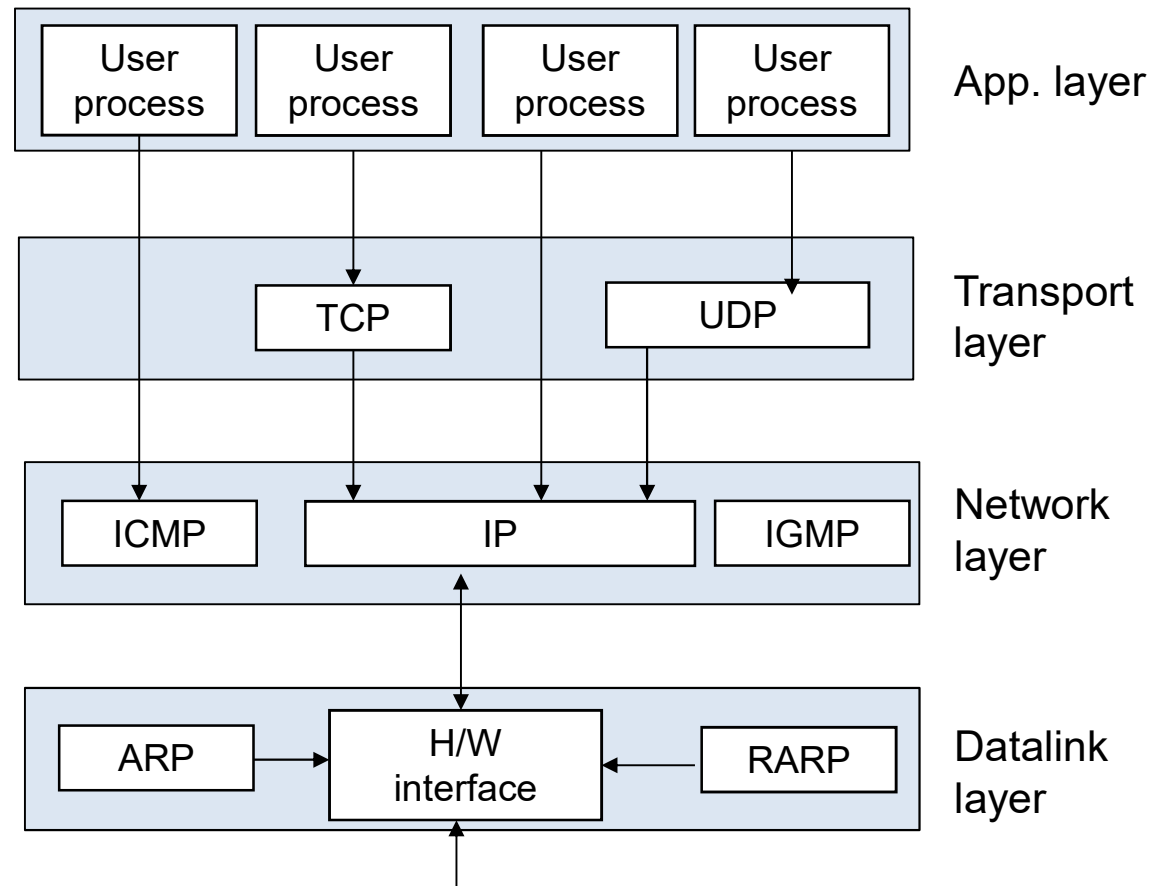 User
process
User
process
User
process
User
process
App. layer
TCP
UDP
Transport
layer
ICMP
IP
IGMP
Network
layer
ARP
H/W
interface
RARP
Datalink
layer